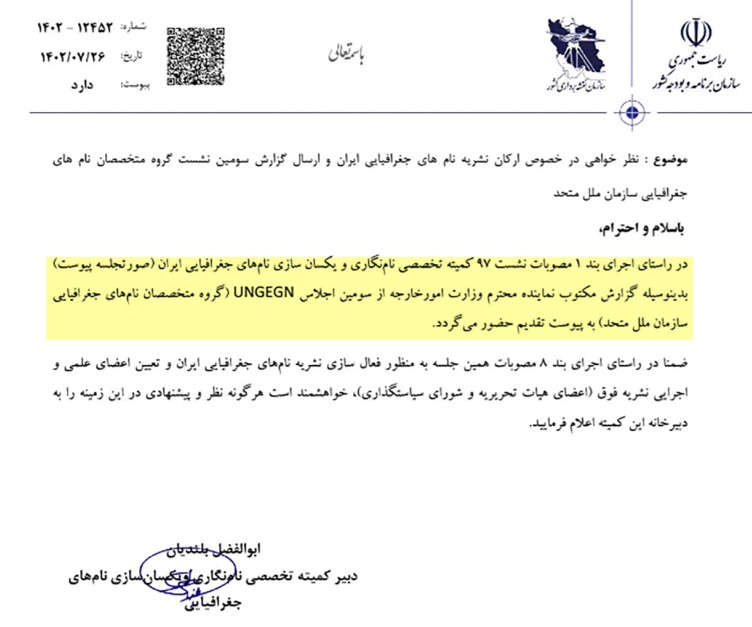 ریاست جمهوری
سازمان برنامه و بودجه کشور
سازمان نقشه برداری کشور
باسمه‌تعالی
شماره: ۱۲۴۵۲ - ۱۴۰۲
تاریخ: ۱۴۰۲/۰۷/۲۶
پیوست: دارد
موضوع : نظر خواهی در خصوص ارکان نشریه نام های جغرافیایی ایران و ارسال گزارش سومین نشست گروه متخصصان نام های
جغرافیایی سازمان ملل متحد
باسلام و احترام،
در راستای اجرای بند ۱ مصوبات نشست ۹۷ کمیته تخصصی نام‌نگاری و یکسان سازی نام‌های جغرافیایی ایران (صورتجلسه پیوست)
بدینوسیله گزارش مکتوب نماینده محترم وزارت امورخارجه از سومین اجلاس UNGEGN (گروه متخصصان نام‌های جغرافیایی
سازمان ملل متحد) به پیوست تقدیم حضور می‌گردد.
ضمنا در راستای اجرای بند ۸ مصوبات همین جلسه به منظور فعال سازی نشریه نام‌های جغرافیایی ایران و تعیین اعضای علمی و
اجرایی نشریه فوق (اعضای هیات تحریریه و شورای سیاستگذاری)، خواهشمند است هرگونه نظر و پیشنهادی در این زمینه را به
دبیرخانه این کمیته اعلام فرمایید.
ابوالفضل بلندیان
دبیر کمیته تخصصی نام‌نگاری و یکسان‌سازی نام‌های
جغرافیایی